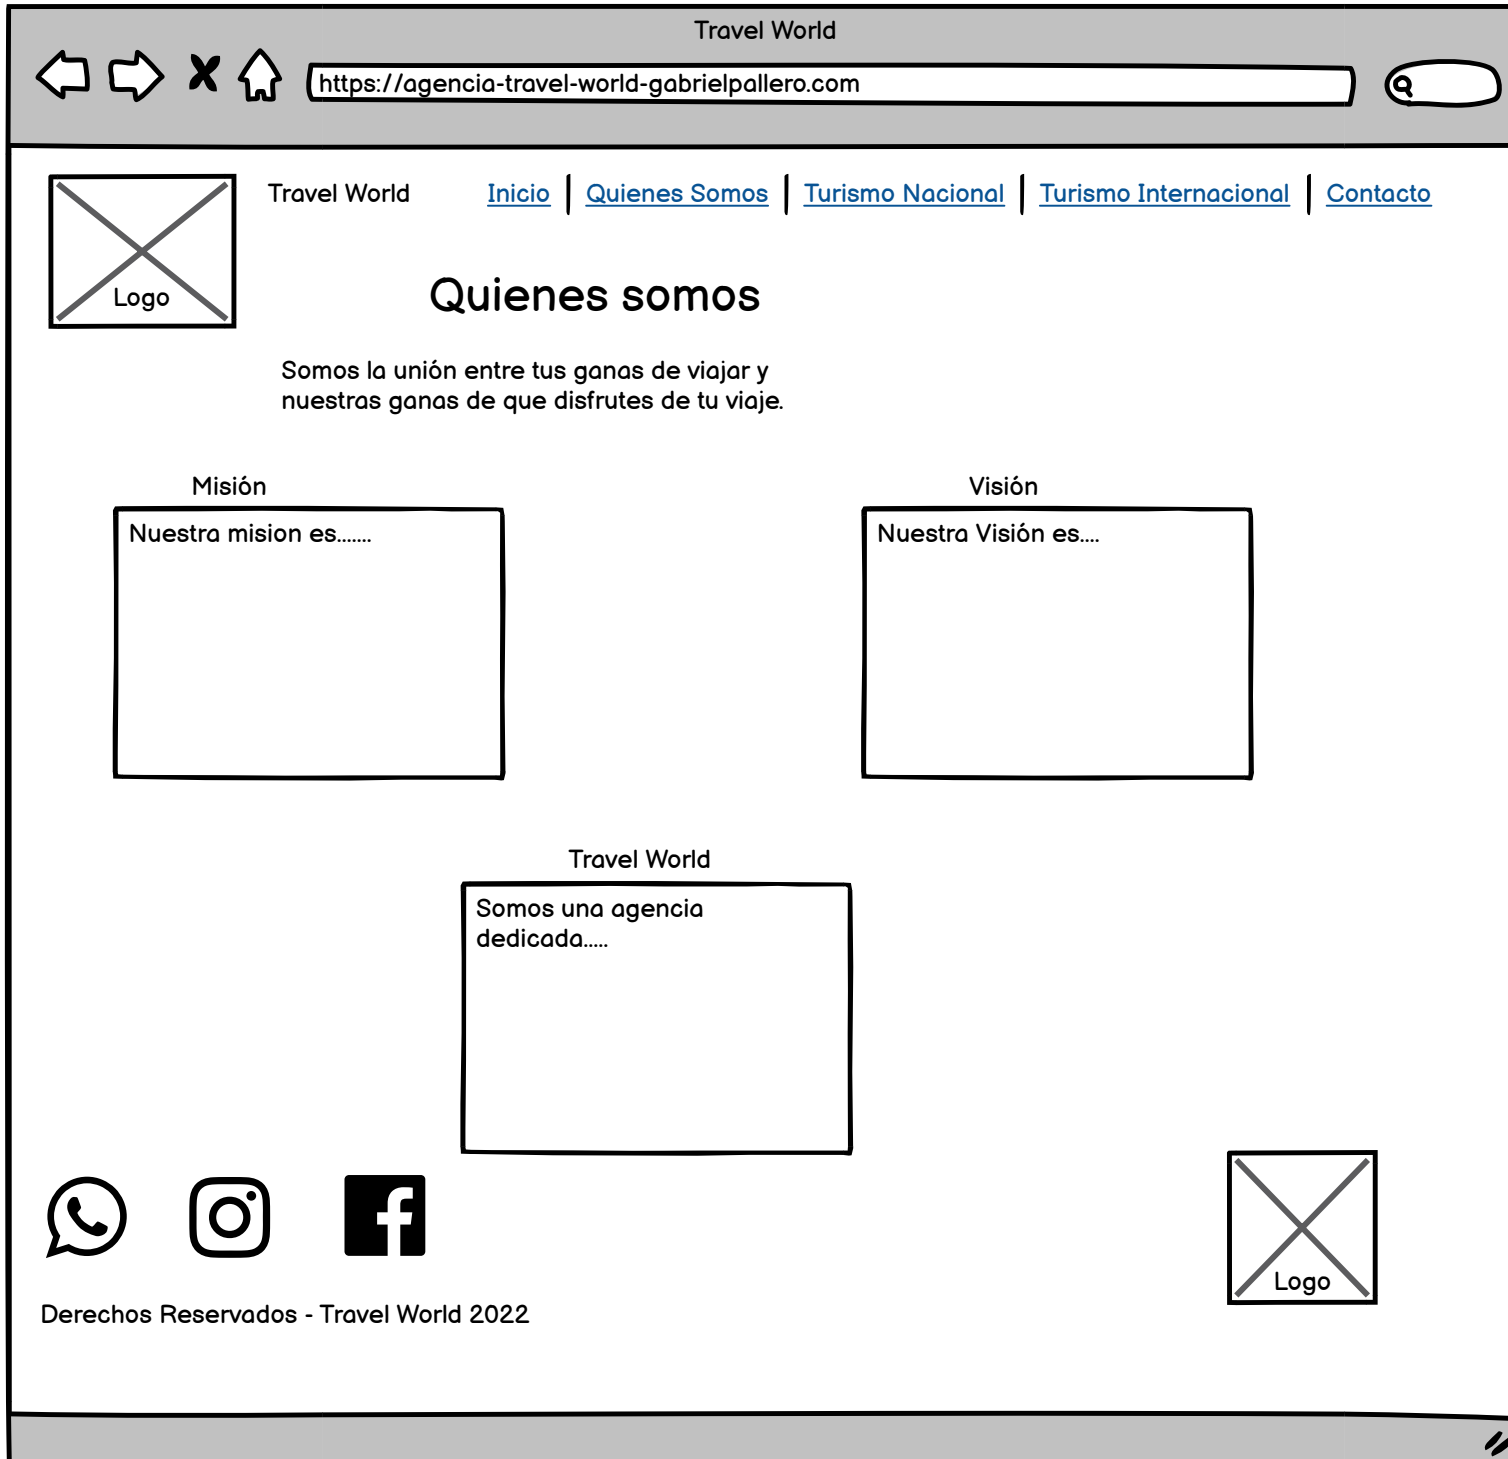 Travel World
https://agencia-travel-world-gabrielpallero.com
Travel World
Inicio
Quienes Somos
Turismo Nacional
Turismo Internacional
Contacto
Logo
Quienes somos
Somos la unión entre tus ganas de viajar y
nuestras ganas de que disfrutes de tu viaje.
Misión
Nuestra mision es.......
Visión
Nuestra Visión es....
Travel World
Somos una agencia
dedicada.....
Logo
Derechos Reservados - Travel World 2022